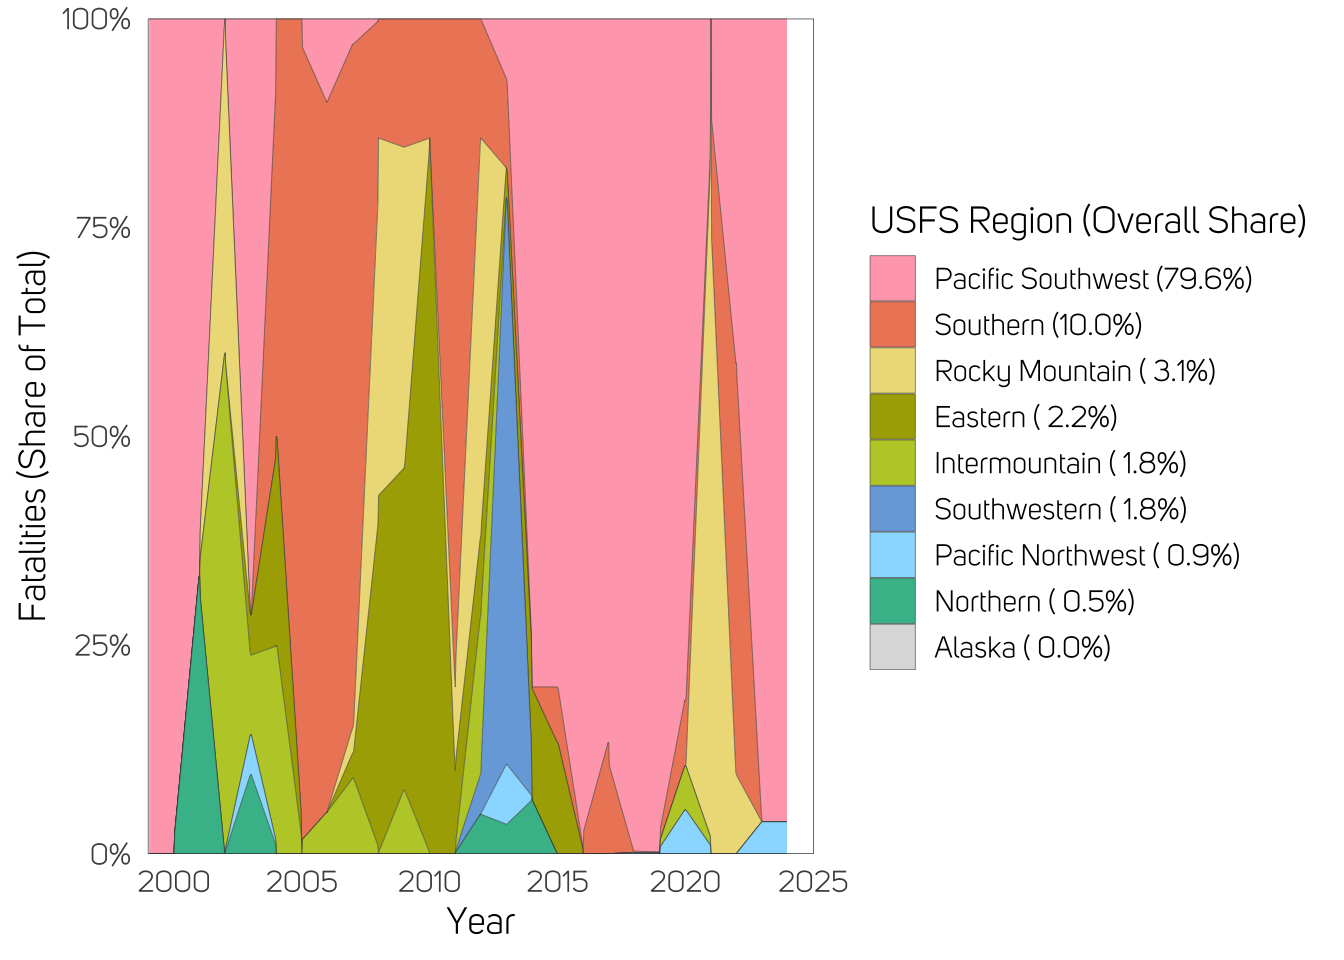 100%
75%
50%
25%
0%
Fatalities (Share of Total)
2000 2005 2010 2015 2020 2025
Year
USFS Region (Overall Share)
Pacific Southwest (79.6%)
Southern (10.0%)
Rocky Mountain ( 3.1%)
Eastern ( 2.2%)
Intermountain ( 1.8%)
Southwestern ( 1.8%)
Pacific Northwest ( 0.9%)
Northern ( 0.5%)
Alaska ( 0.0%)